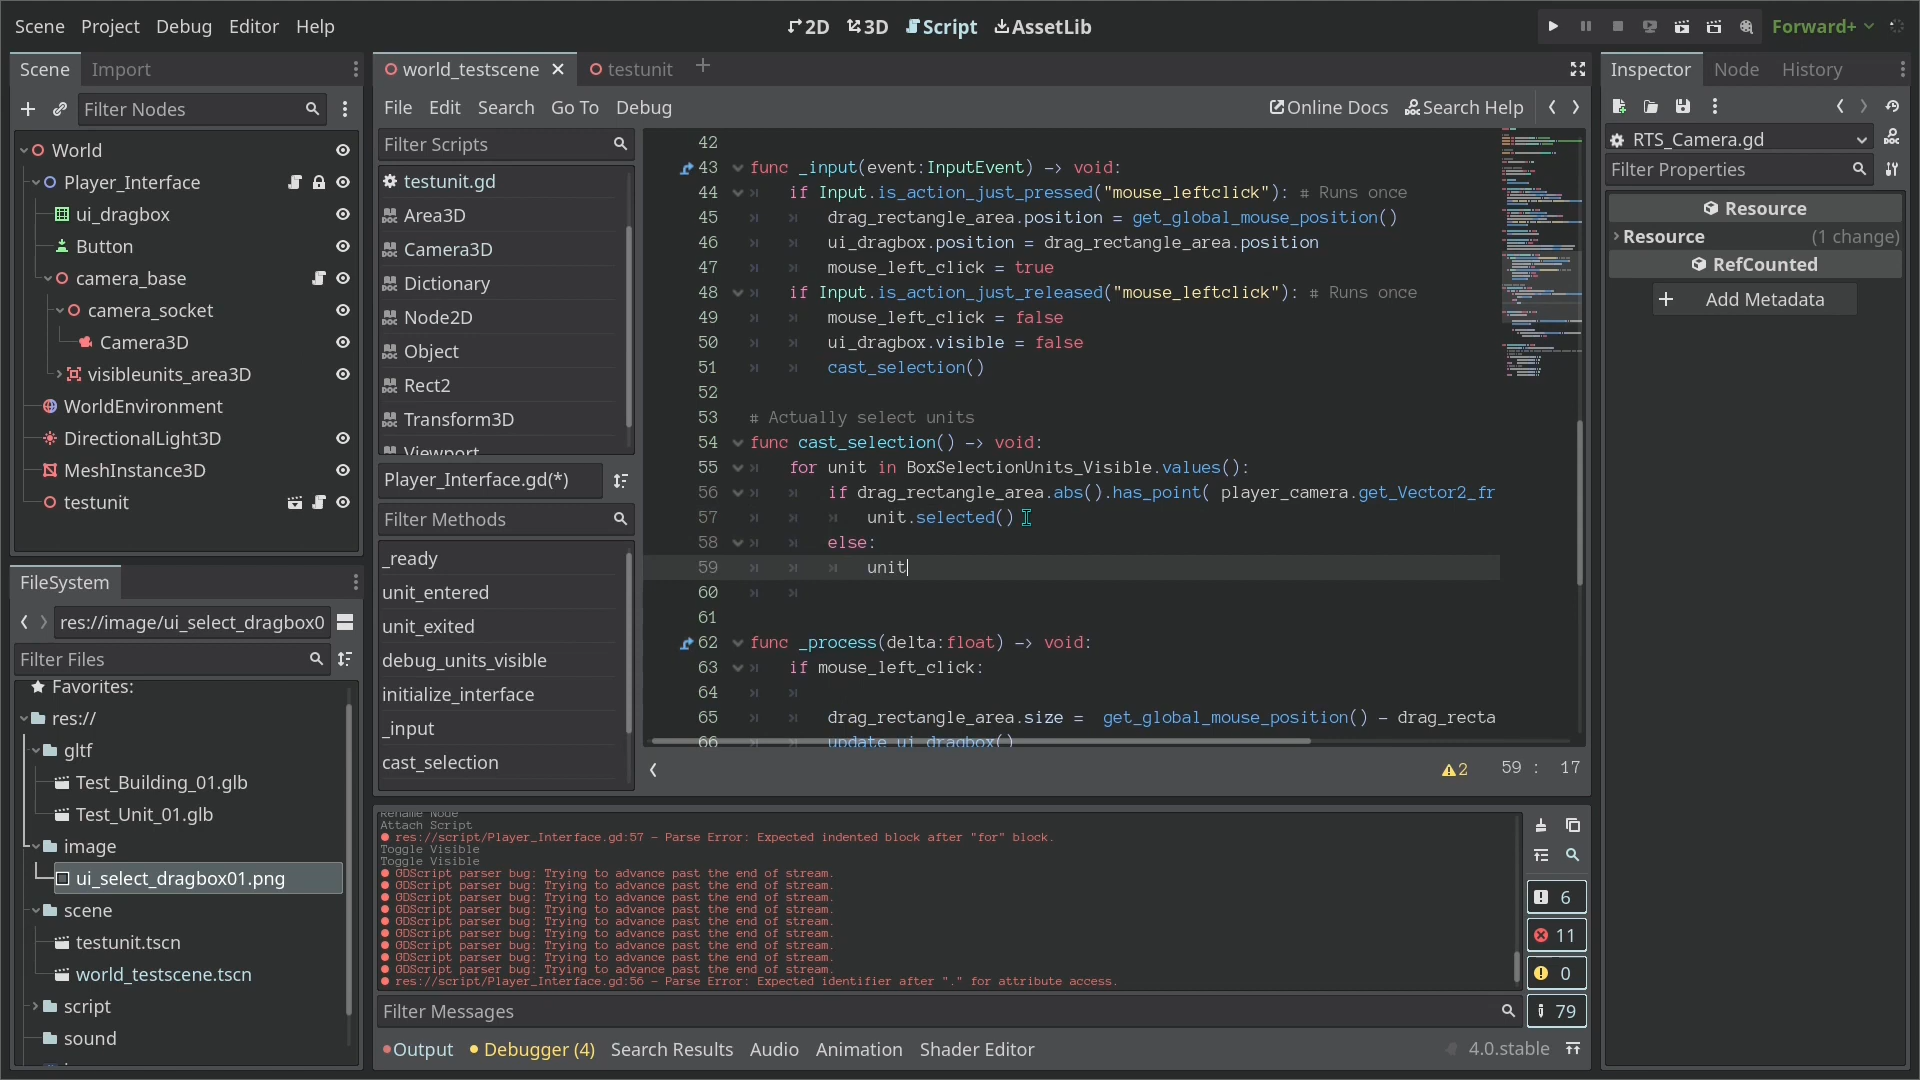 Scene Project Debug Editor Help
2D 3D Script AssetLib
Forward+
Scene Import
Filter Nodes
World
Player_Interface
ui_dragbox
Button
camera_base
camera_socket
Camera3D
visibleunits_area3D
WorldEnvironment
DirectionalLight3D
MeshInstance3D
testunit
FileSystem
res://image/ui_select_dragbox0
Filter Files
Favorites:
res://
gltf
Test_Building_01.glb
Test_Unit_01.glb
image
ui_select_dragbox01.png
scene
testunit.tscn
world_testscene.tscn
script
sound
world_testscene testunit
File Edit Search Go To Debug
Online Docs Search Help
Filter Scripts
testunit.gd
Area3D
Camera3D
Dictionary
Node2D
Object
Rect2
Transform3D
Viewport
Player_Interface.gd(*)
Filter Methods
_ready
unit_entered
unit_exited
debug_units_visible
initialize_interface
_input
cast_selection
42
43 func _input(event:InputEvent) -> void:
44 if Input.is_action_just_pressed("mouse_leftclick"): # Runs once
45 drag_rectangle_area.position = get_global_mouse_position()
46 ui_dragbox.position = drag_rectangle_area.position
47 mouse_left_click = true
48 if Input.is_action_just_released("mouse_leftclick"): # Runs once
49 mouse_left_click = false
50 ui_dragbox.visible = false
51 cast_selection()
52
53 # Actually select units
54 func cast_selection() -> void:
55 for unit in BoxSelectionUnits_Visible.values():
56 if drag_rectangle_area.abs().has_point( player_camera.get_Vector2_fr
57 unit.selected()
58 else:
59 unit
60
61
62 func _process(delta:float) -> void:
63 if mouse_left_click:
64
65 drag_rectangle_area.size =  get_global_mouse_position() - drag_recta
66 update_ui_dragbox()
2 59 : 17
Rename Node
Attach Script
res://script/Player_Interface.gd:57 - Parse Error: Expected indented block after "for" block.
Toggle Visible
Toggle Visible
GDScript parser bug: Trying to advance past the end of stream.
GDScript parser bug: Trying to advance past the end of stream.
GDScript parser bug: Trying to advance past the end of stream.
GDScript parser bug: Trying to advance past the end of stream.
GDScript parser bug: Trying to advance past the end of stream.
GDScript parser bug: Trying to advance past the end of stream.
GDScript parser bug: Trying to advance past the end of stream.
GDScript parser bug: Trying to advance past the end of stream.
GDScript parser bug: Trying to advance past the end of stream.
res://script/Player_Interface.gd:56 - Parse Error: Expected identifier after "." for attribute access.
6
11
0
79
Filter Messages
Output Debugger (4) Search Results Audio Animation Shader Editor
4.0.stable
Inspector Node History
RTS_Camera.gd
Filter Properties
Resource
Resource (1 change)
RefCounted
Add Metadata